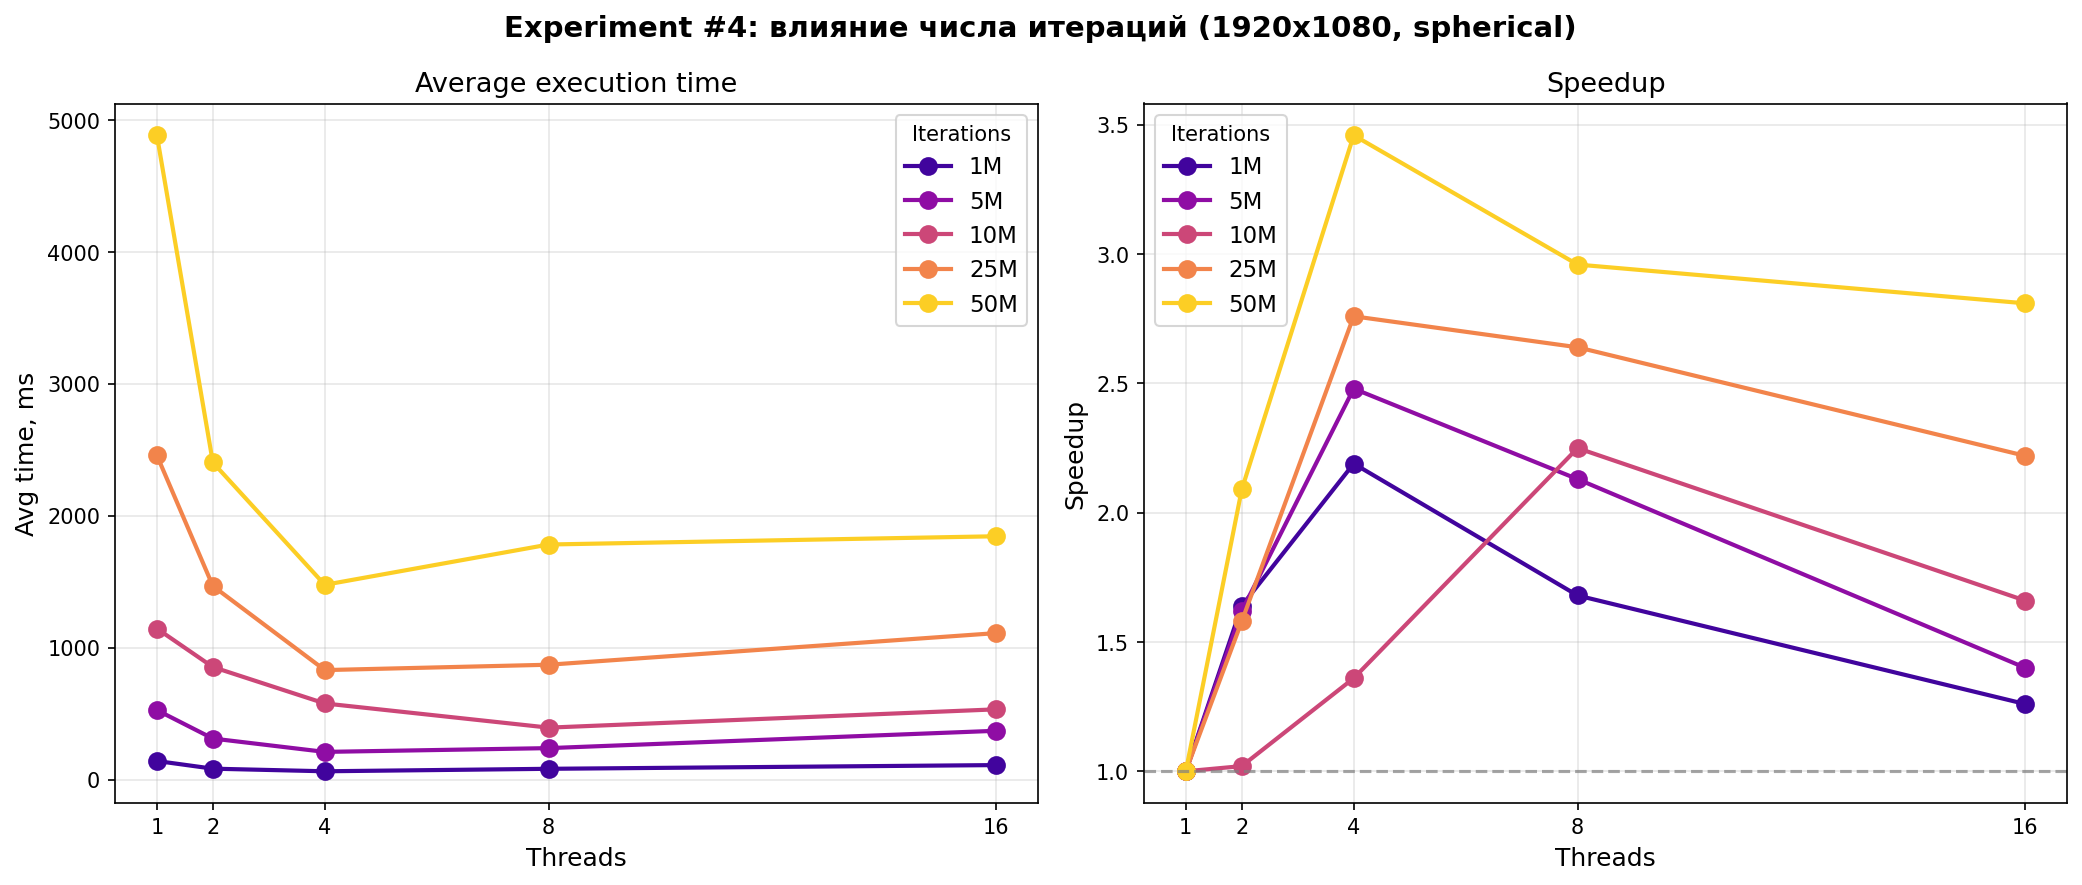 Experiment #4: влияние числа итераций (1920x1080, spherical)
Average execution time
Avg time, ms
5000
4000
3000
2000
1000
0
Iterations
1M
5M
10M
25M
50M
1 2 4 8 16
Threads
Speedup
Speedup
3.5
3.0
2.5
2.0
1.5
1.0
Iterations
1M
5M
10M
25M
50M
1 2 4 8 16
Threads